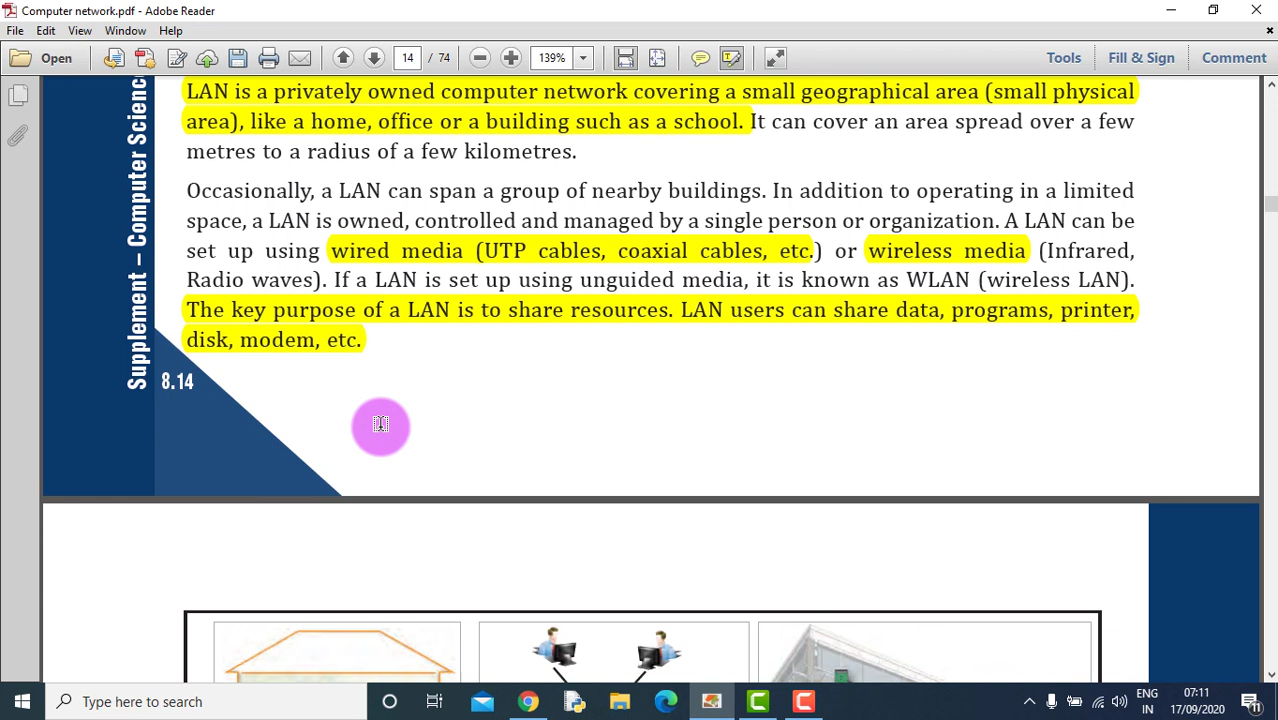 Computer network.pdf - Adobe Reader
File Edit View Window Help
Open 14 / 74 139% Tools Fill & Sign Comment
LAN is a privately owned computer network covering a small geographical area (small physical
area), like a home, office or a building such as a school. It can cover an area spread over a few
metres to a radius of a few kilometres.
Occasionally, a LAN can span a group of nearby buildings. In addition to operating in a limited
space, a LAN is owned, controlled and managed by a single person or organization. A LAN can be
set up using wired media (UTP cables, coaxial cables, etc.) or wireless media (Infrared,
Radio waves). If a LAN is set up using unguided media, it is known as WLAN (wireless LAN).
The key purpose of a LAN is to share resources. LAN users can share data, programs, printer,
disk, modem, etc.
Supplement – Computer Scienc
8.14
Type here to search
ENG
IN
07:11
17/09/2020
11